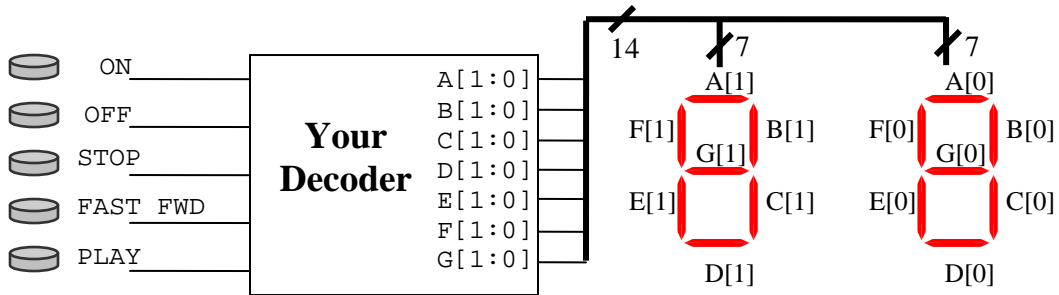 ON
OFF
STOP
FAST FWD
PLAY
Your
Decoder
A[1:0]
B[1:0]
C[1:0]
D[1:0]
E[1:0]
F[1:0]
G[1:0]
14
7
7
A[1]
F[1]
B[1]
G[1]
E[1]
C[1]
D[1]
A[0]
F[0]
B[0]
G[0]
E[0]
C[0]
D[0]